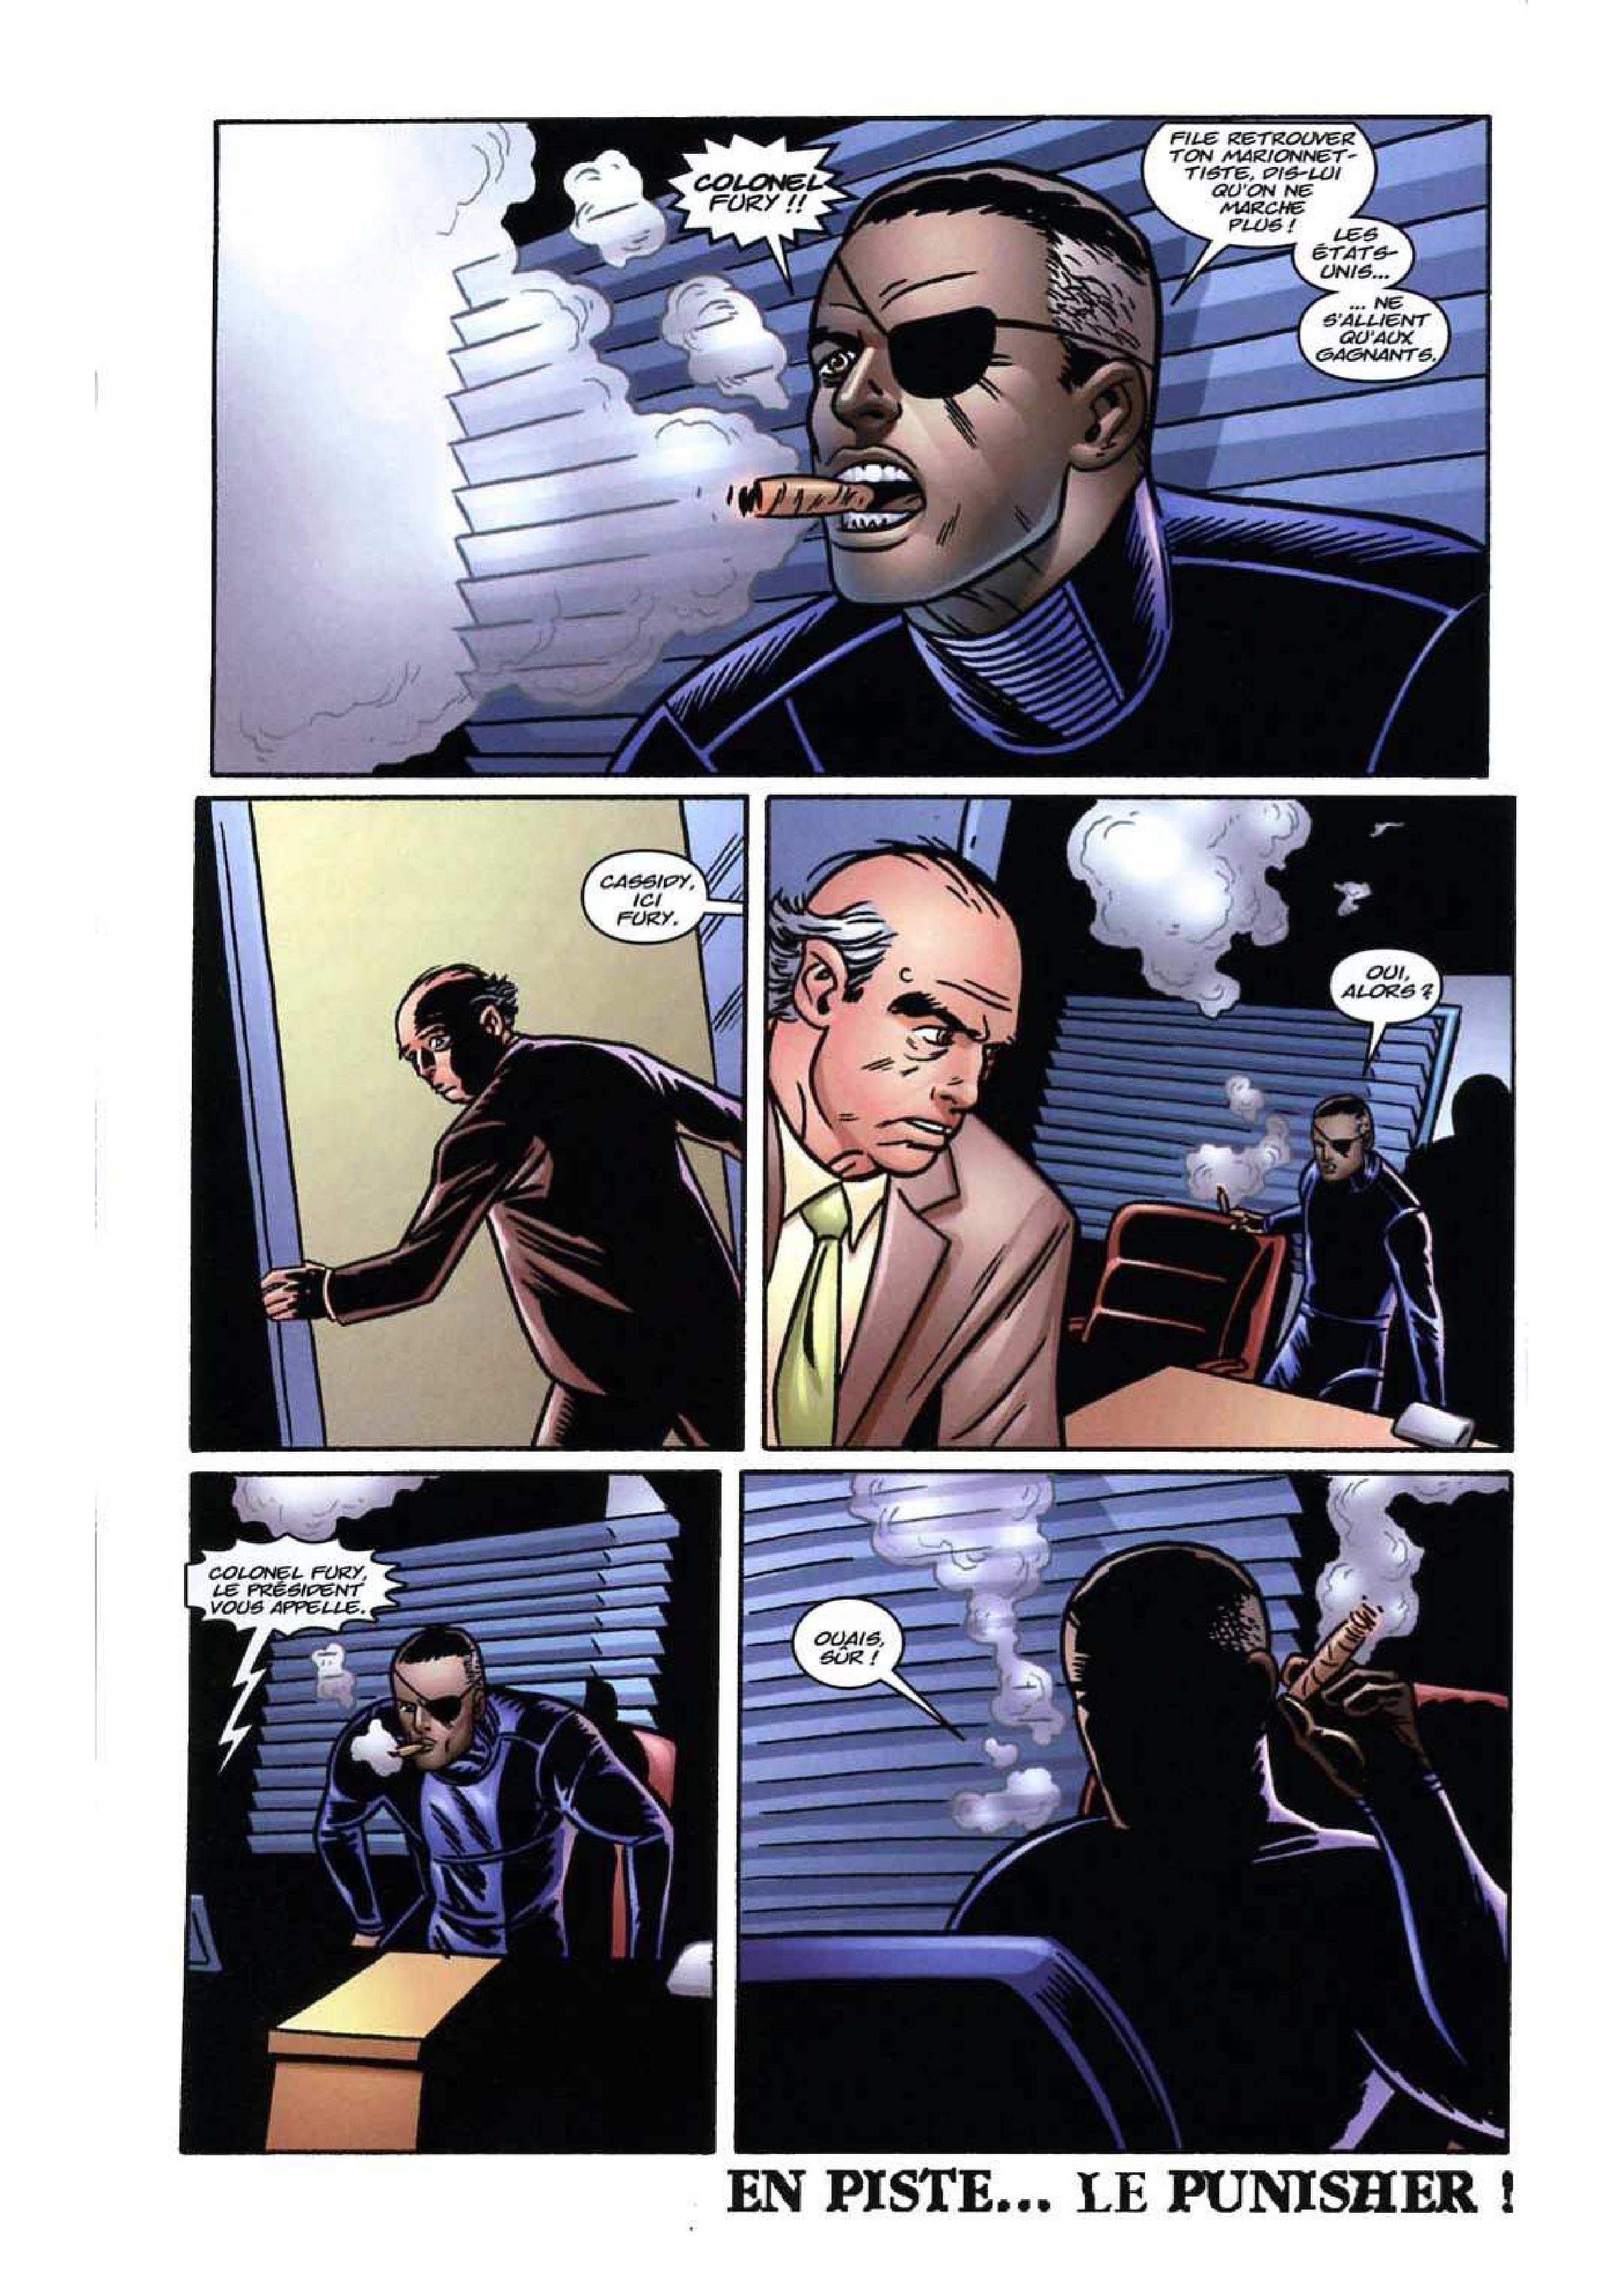 COLONEL
FURY !!
FILE RETROUVER
TON MARIONNET-
TISTE, DIS-LUI
QU'ON NE
MARCHE
PLUS !
LES
ÉTATS-
UNIS...
... NE
S'ALLIENT
QU'AUX
GAGNANTS.
CASSIDY,
ICI
FURY.
OUI,
ALORS ?
COLONEL FURY,
LE PRÉSIDENT
VOUS APPELLE.
OUAIS,
SÛR !
EN PISTE... LE PUNISHER !